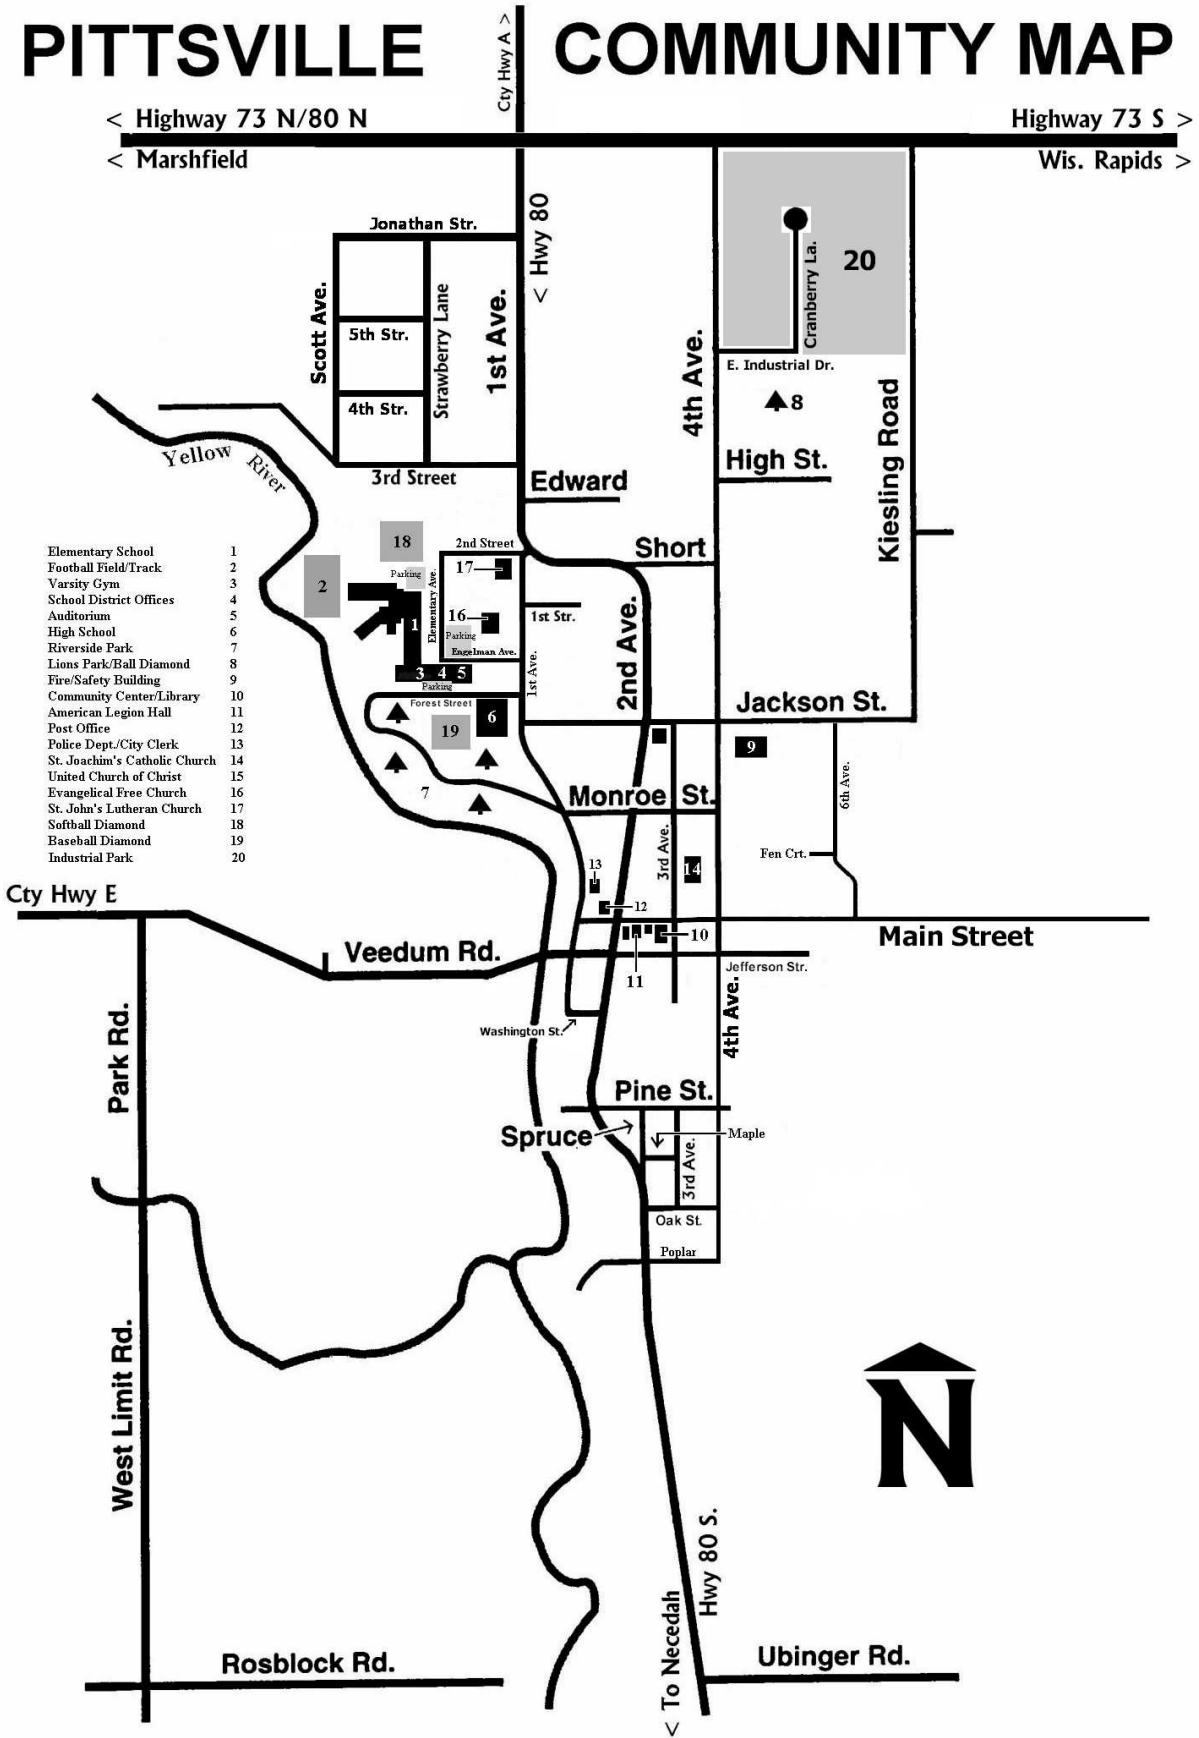 PITTSVILLE COMMUNITY MAP
Cty Hwy A >
< Highway 73 N/80 N
Highway 73 S >
< Marshfield
Wis. Rapids >
< Hwy 80
Jonathan Str.
Scott Ave.
5th Str.
4th Str.
Strawberry Lane
1st Ave.
3rd Street
4th Ave.
Cranberry La.
20
E. Industrial Dr.
8
High St.
Kiesling Road
Yellow River
Edward
Short
2nd Street
18
Parking
17
2
1
Elementary Ave.
16
Parking
Engelman Ave.
1st Str.
1st Ave.
2nd Ave.
3 4 5
Parking
Forest Street
6
19
7
Jackson St.
9
6th Ave.
Monroe St.
3rd Ave.
Fen Crt.
14
13
12
Elementary School 1
Football Field/Track 2
Varsity Gym 3
School District Offices 4
Auditorium 5
High School 6
Riverside Park 7
Lions Park/Ball Diamond 8
Fire/Safety Building 9
Community Center/Library 10
American Legion Hall 11
Post Office 12
Police Dept./City Clerk 13
St. Joachim's Catholic Church 14
United Church of Christ 15
Evangelical Free Church 16
St. John's Lutheran Church 17
Softball Diamond 18
Baseball Diamond 19
Industrial Park 20
Cty Hwy E
Veedum Rd.
10
Main Street
11
Jefferson Str.
4th Ave.
Washington St.
Park Rd.
Pine St.
Spruce
Maple
3rd Ave.
Oak St.
Poplar
West Limit Rd.
N
Hwy 80 S.
< To Necedah
Rosblock Rd.
Ubinger Rd.